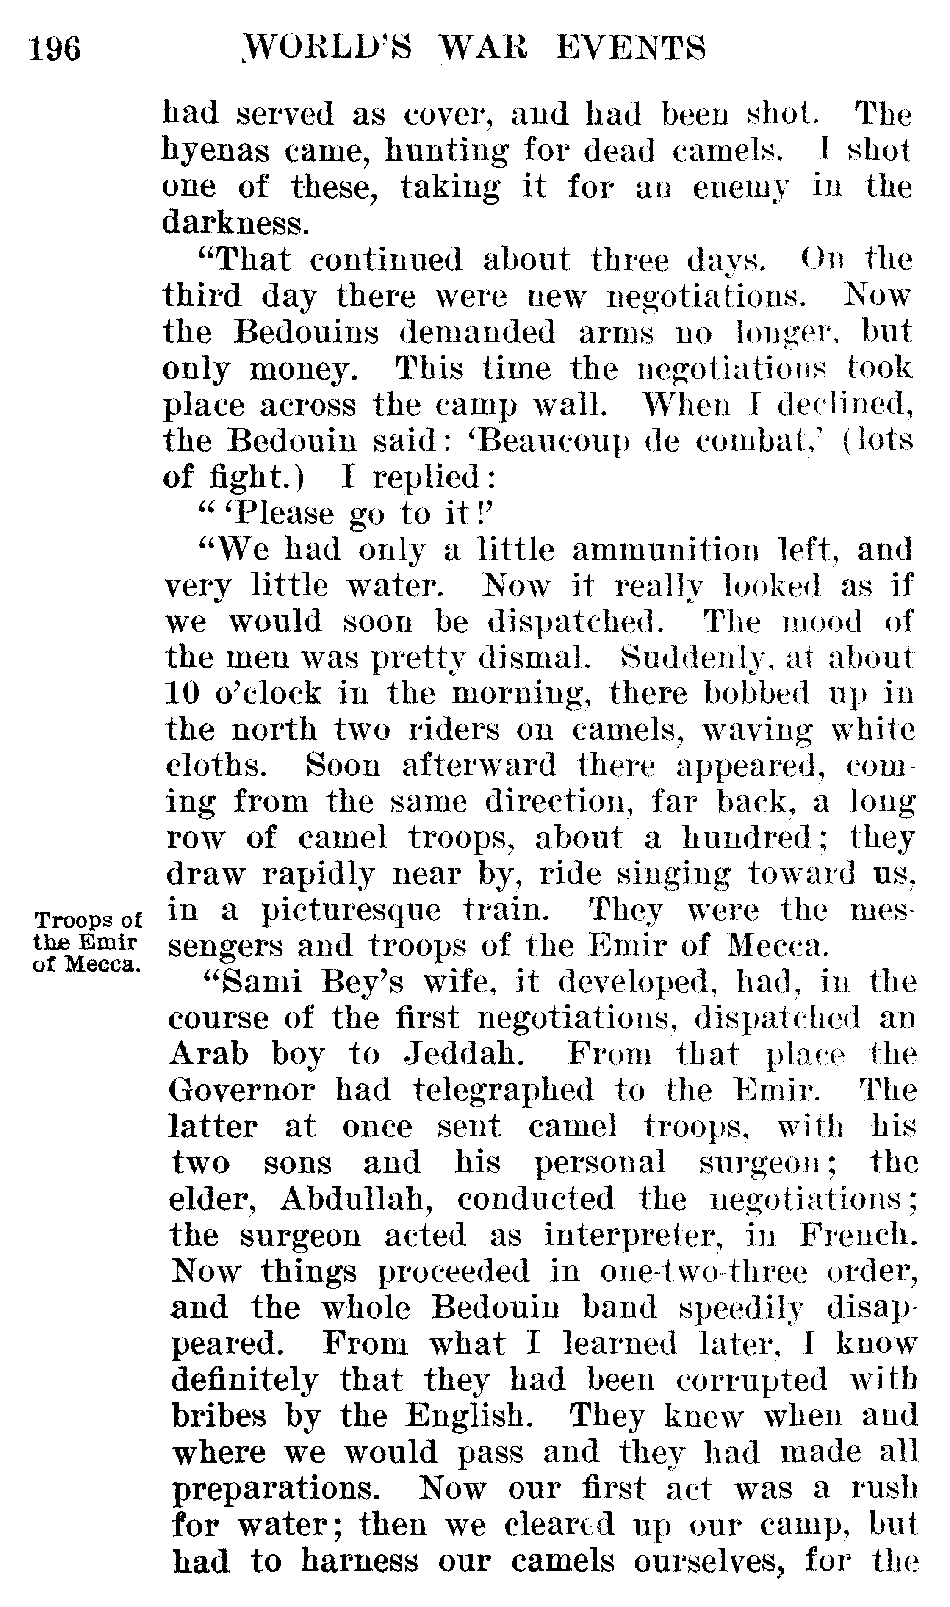 196 WORLD'S WAR EVENTS
had served as cover, and had been shot. The
hyenas came, hunting for dead camels. I shot
one of these, taking it for an enemy in the
darkness.
"That continued about three days. On the
third day there were new negotiations. Now
the Bedouins demanded arms no longer, but
only money. This time the negotiations took
place across the camp wall. When I declined,
the Bedouin said: 'Beaucoup de combat,' (lots
of fight.) I replied:
" 'Please go to it!'
"We had only a little ammunition left, and
very little water. Now it really looked as if
we would soon be dispatched. The mood of
the men was pretty dismal. Suddenly, at about
10 o'clock in the morning, there bobbed up in
the north two riders on camels, waving white
cloths. Soon afterward there appeared, com-
ing from the same direction, far back, a long
row of camel troops, about a hundred; they
draw rapidly near by, ride singing toward us,
in a picturesque train. They were the mes-
sengers and troops of the Emir of Mecca.
Troops of
the Emir
of Mecca.
"Sami Bey's wife, it developed, had, in the
course of the first negotiations, dispatched an
Arab boy to Jeddah. From that place the
Governor had telegraphed to the Emir. The
latter at once sent camel troops, with his
two sons and his personal surgeon; the
elder, Abdullah, conducted the negotiations;
the surgeon acted as interpreter, in French.
Now things proceeded in one-two-three order,
and the whole Bedouin band speedily disap-
peared. From what I learned later, I know
definitely that they had been corrupted with
bribes by the English. They knew when and
where we would pass and they had made all
preparations. Now our first act was a rush
for water; then we cleared up our camp, but
had to harness our camels ourselves, for the